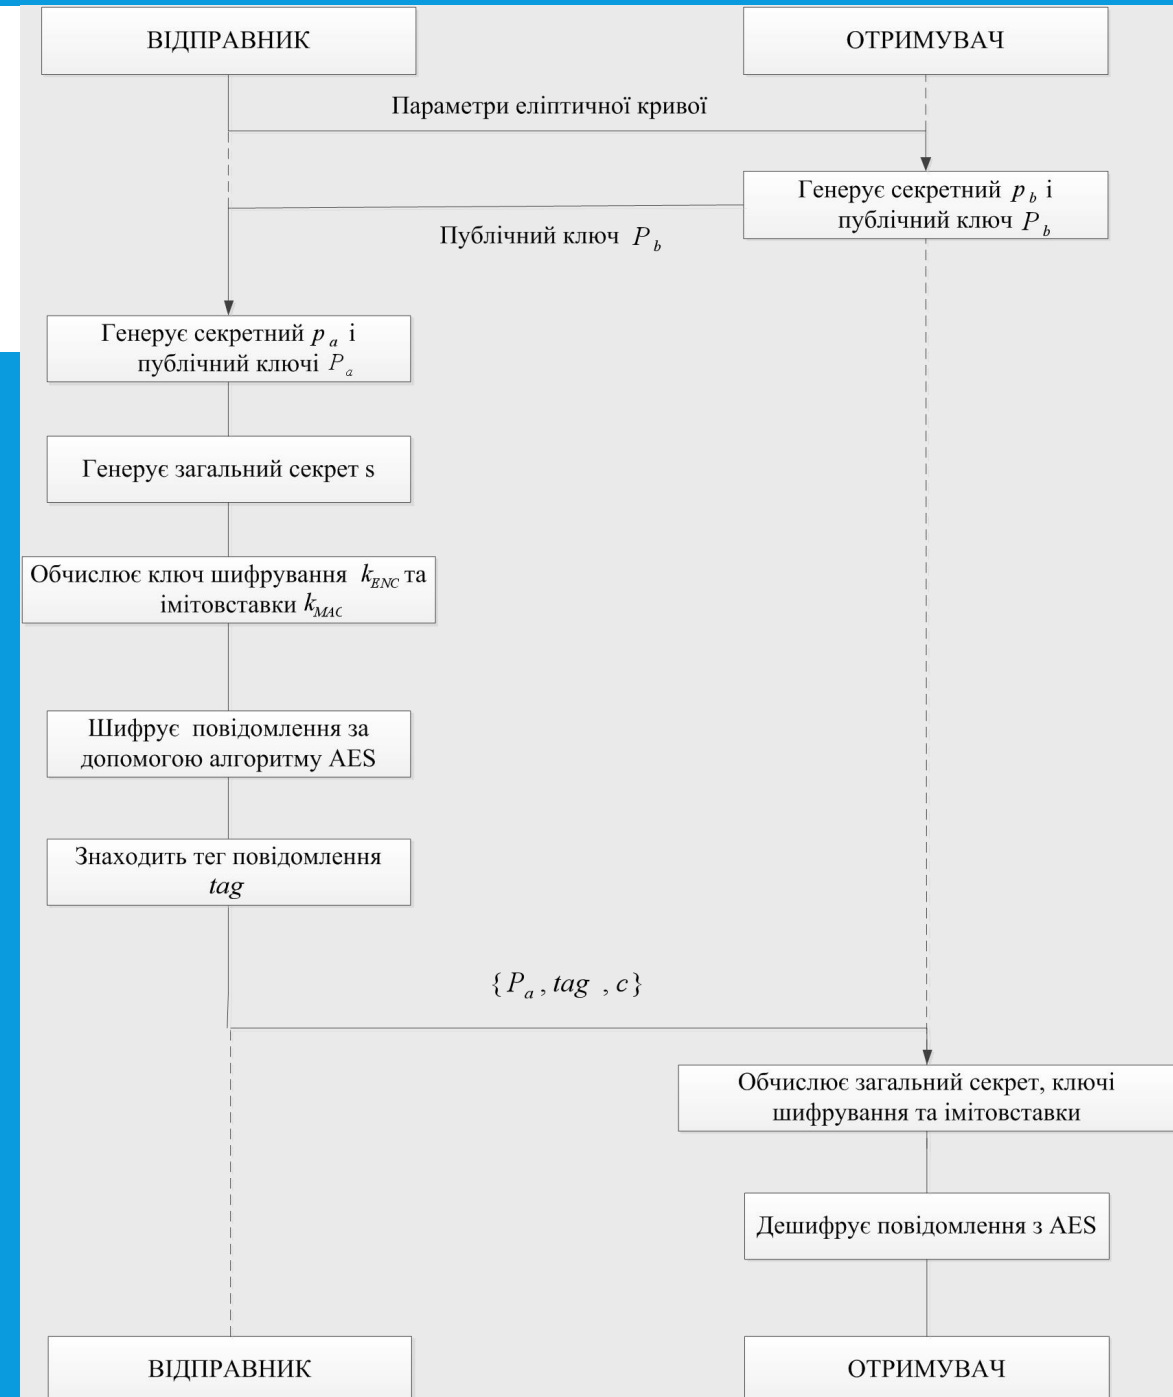 ВІДПРАВНИК
ОТРИМУВАЧ
Параметри еліптичної кривої
Генерує секретний p_b і
публічний ключ P_b
Публічний ключ P_b
Генерує секретний p_a і
публічний ключі P_a
Генерує загальний секрет s
Обчислює ключ шифрування k_ENC та
імітовставки k_MAC
Шифрує повідомлення за
допомогою алгоритму AES
Знаходить тег повідомлення
tag
{P_a, tag , c}
Обчислює загальний секрет, ключі
шифрування та імітовставки
Дешифрує повідомлення з AES
ВІДПРАВНИК
ОТРИМУВАЧ